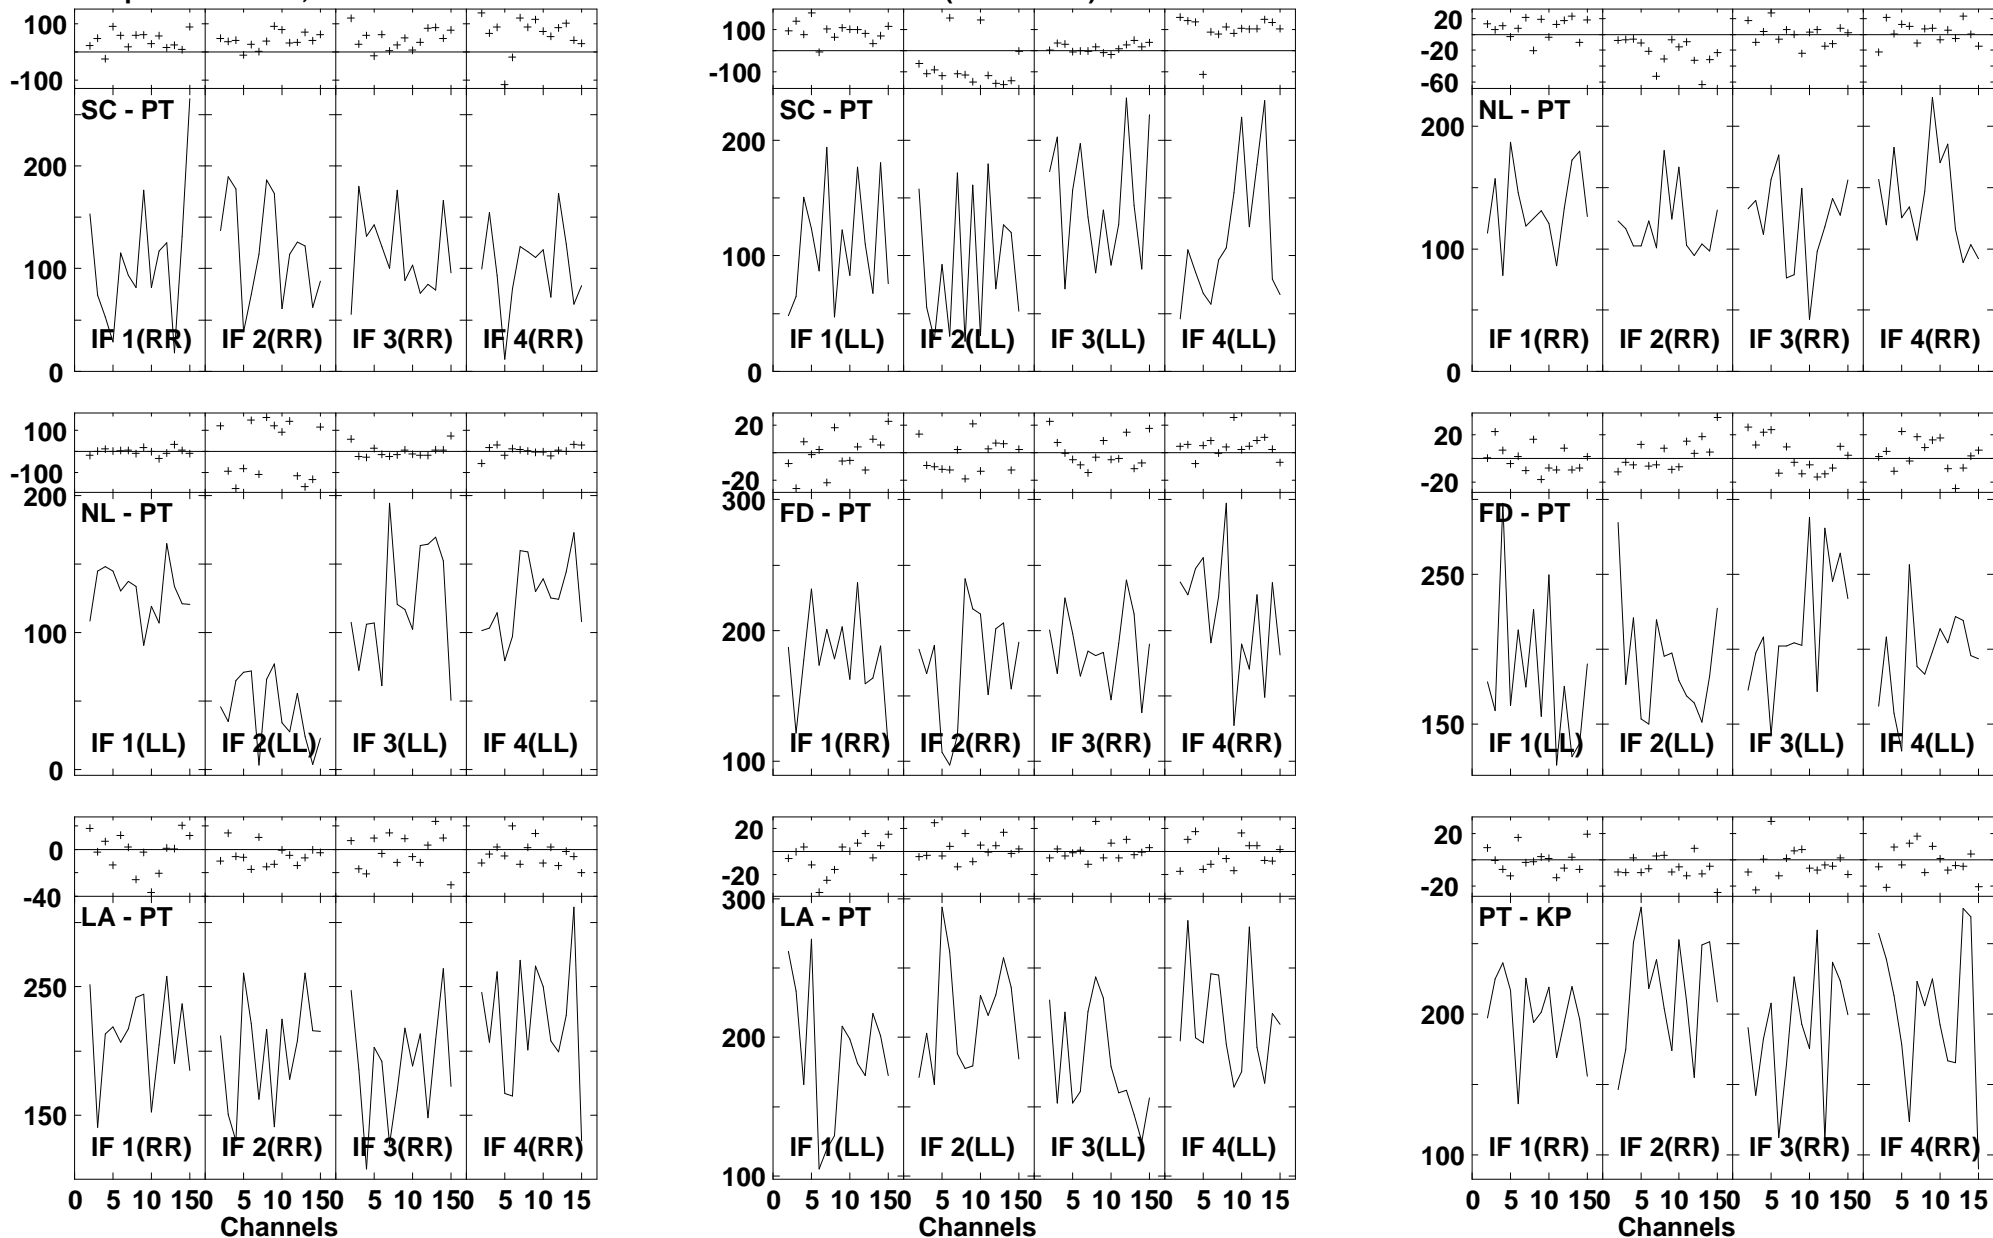 100 100 20
-100 -100 -20
-60
SC - PT SC - PT NL - PT
200 200 200
100 100 100
IF 1(RR) IF 2(RR) IF 3(RR) IF 4(RR) IF 1(LL) IF 2(LL) IF 3(LL) IF 4(LL) IF 1(RR) IF 2(RR) IF 3(RR) IF 4(RR)
0 0 0
100 20 20
-100 -20 -20
200 300
NL - PT FD - PT FD - PT
250
100 200
150
IF 1(LL) IF 2(LL) IF 3(LL) IF 4(LL) IF 1(RR) IF 2(RR) IF 3(RR) IF 4(RR) IF 1(LL) IF 2(LL) IF 3(LL) IF 4(LL)
0 100
0 20 20
-40 -20 -20
300
LA - PT LA - PT PT - KP
250 200 200
150
IF 1(RR) IF 2(RR) IF 3(RR) IF 4(RR) IF 1(LL) IF 2(LL) IF 3(LL) IF 4(LL) IF 1(RR) IF 2(RR) IF 3(RR) IF 4(RR)
100 100
0 5 10 150 5 10 150 5 10 150 5 10 15 0 5 10 150 5 10 150 5 10 150 5 10 15 0 5 10 150 5 10 150 5 10 150 5 10 15
Channels Channels Channels